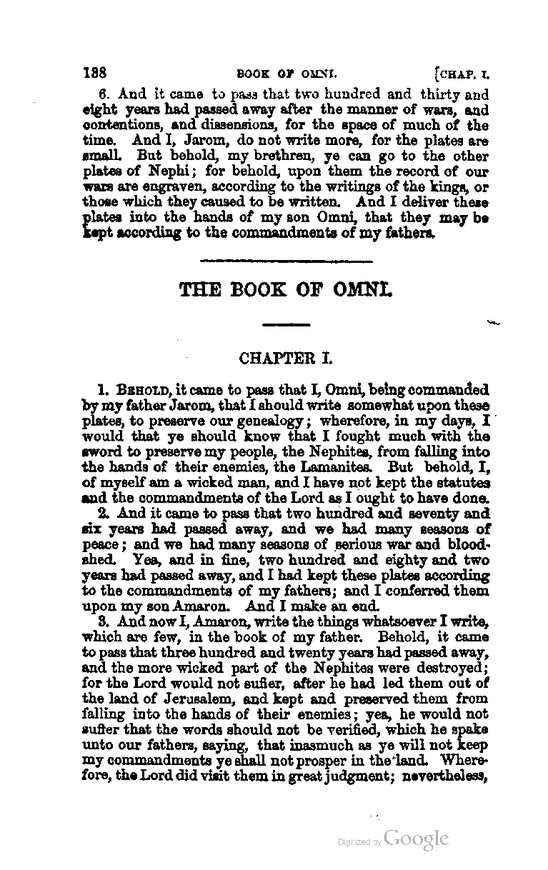 138 BOOK OF OMNI. [CHAP. I.
6. And it came to pass that two hundred and thirty and
eight years had passed away after the manner of wars, and
contentions, and dissensions, for the space of much of the
time. And I, Jarom, do not write more, for the plates are
small. But behold, my brethren, ye can go to the other
plates of Nephi; for behold, upon them the record of our
wars are engraven, according to the writings of the kings, or
those which they caused to be written. And I deliver these
plates into the hands of my son Omni, that they may be
kept according to the commandments of my fathers.
THE BOOK OF OMNI.
CHAPTER I.
1. BEHOLD, it came to pass that I, Omni, being commanded
by my father Jarom, that I should write somewhat upon these
plates, to preserve our genealogy; wherefore, in my days, I
would that ye should know that I fought much with the
sword to preserve my people, the Nephites, from falling into
the hands of their enemies, the Lamanites. But behold, I,
of myself am a wicked man, and I have not kept the statutes
and the commandments of the Lord as I ought to have done.
2. And it came to pass that two hundred and seventy and
six years had passed away, and we had many seasons of
peace; and we had many seasons of serious war and blood-
shed. Yea, and in fine, two hundred and eighty and two
years had passed away, and I had kept these plates according
to the commandments of my fathers; and I conferred them
upon my son Amaron. And I make an end.
3. And now I, Amaron, write the things whatsoever I write,
which are few, in the book of my father. Behold, it came
to pass that three hundred and twenty years had passed away,
and the more wicked part of the Nephites were destroyed;
for the Lord would not suffer, after he had led them out of
the land of Jerusalem, and kept and preserved them from
falling into the hands of their enemies; yea, he would not
suffer that the words should not be verified, which he spake
unto our fathers, saying, that inasmuch as ye will not keep
my commandments ye shall not prosper in the land. Where-
fore, the Lord did visit them in great judgment; nevertheless,
Digitized by Google